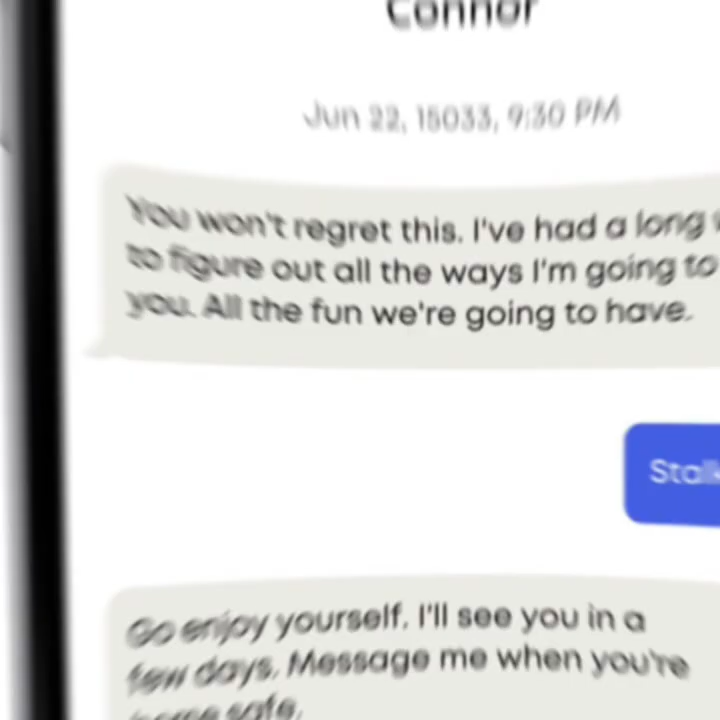 Connor
Jun 22, 15033, 9:30 PM
You won't regret this. I've had a long
to figure out all the ways I'm going to
you. All the fun we're going to have.
Go enjoy yourself. I'll see you in a
few days. Message me when you're
home safe.